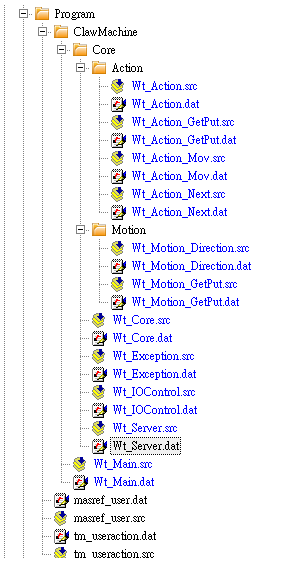 Program
ClawMachine
Core
Action
Wt_Action.src
Wt_Action.dat
Wt_Action_GetPut.src
Wt_Action_GetPut.dat
Wt_Action_Mov.src
Wt_Action_Mov.dat
Wt_Action_Next.src
Wt_Action_Next.dat
Motion
Wt_Motion_Direction.src
Wt_Motion_Direction.dat
Wt_Motion_GetPut.src
Wt_Motion_GetPut.dat
Wt_Core.src
Wt_Core.dat
Wt_Exception.src
Wt_Exception.dat
Wt_IOControl.src
Wt_IOControl.dat
Wt_Server.src
Wt_Server.dat
Wt_Main.src
Wt_Main.dat
masref_user.dat
masref_user.src
tm_useraction.dat
tm_useraction.src